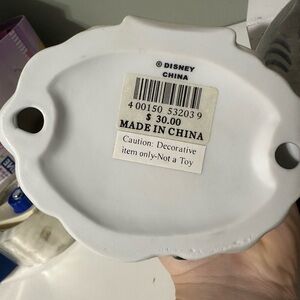 © DISNEY
CHINA
4 00150 53203 9
$ 30.00
MADE IN CHINA
Caution: Decorative
item only-Not a Toy